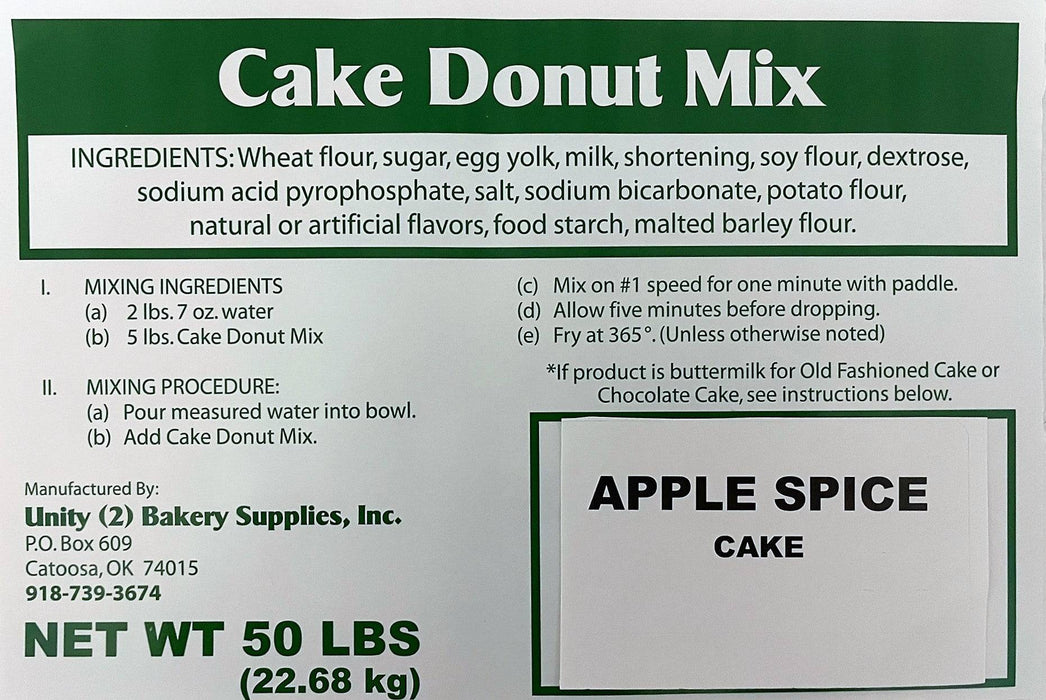 Cake Donut Mix
INGREDIENTS: Wheat flour, sugar, egg yolk, milk, shortening, soy flour, dextrose,
sodium acid pyrophosphate, salt, sodium bicarbonate, potato flour,
natural or artificial flavors, food starch, malted barley flour.
I. MIXING INGREDIENTS
(a) 2 lbs. 7 oz. water
(b) 5 lbs. Cake Donut Mix
II. MIXING PROCEDURE:
(a) Pour measured water into bowl.
(b) Add Cake Donut Mix.
(c) Mix on #1 speed for one minute with paddle.
(d) Allow five minutes before dropping.
(e) Fry at 365°. (Unless otherwise noted)
*If product is buttermilk for Old Fashioned Cake or
Chocolate Cake, see instructions below.
Manufactured By:
Unity (2) Bakery Supplies, Inc.
P.O. Box 609
Catoosa, OK 74015
918-739-3674
NET WT 50 LBS
(22.68 kg)
APPLE SPICE
CAKE